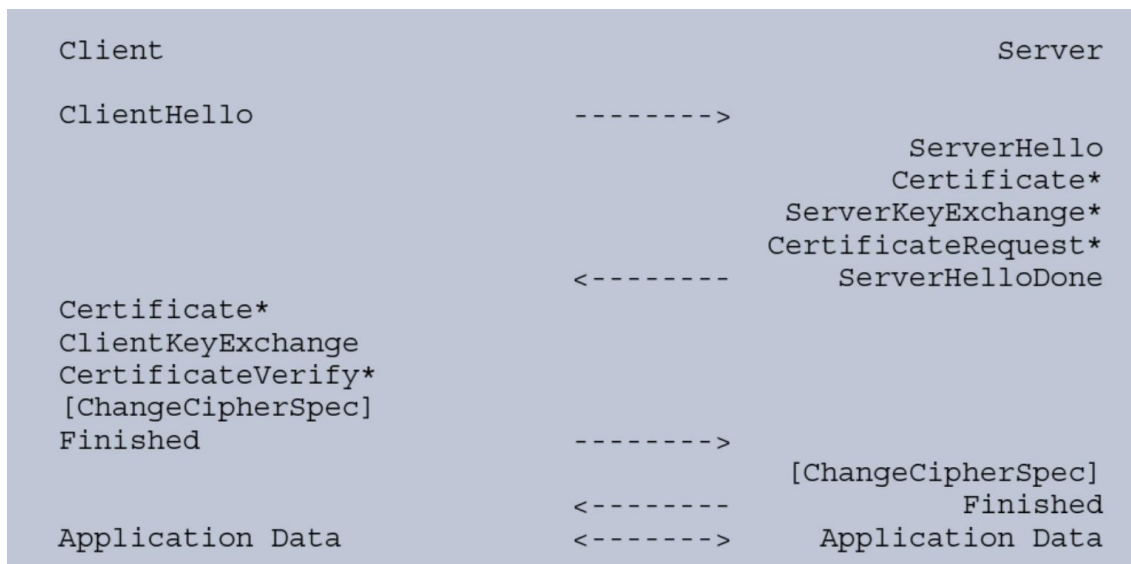 Client Server
ClientHello -------->
ServerHello
Certificate*
ServerKeyExchange*
CertificateRequest*
<-------- ServerHelloDone
Certificate*
ClientKeyExchange
CertificateVerify*
[ChangeCipherSpec]
Finished -------->
[ChangeCipherSpec]
<-------- Finished
Application Data <-------> Application Data